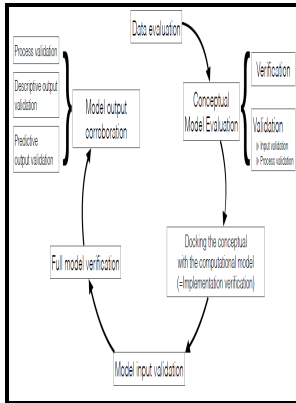 Data evaluation
Process validation
Descriptive output
validation
Predictive
output validation
Model output
corroboration
Conceptual
Model Evaluation
Verification
Validation
Input validation
Process validation
Docking the conceptual
with the computational model
(=Implementation verification)
Full model verification
Model input validation